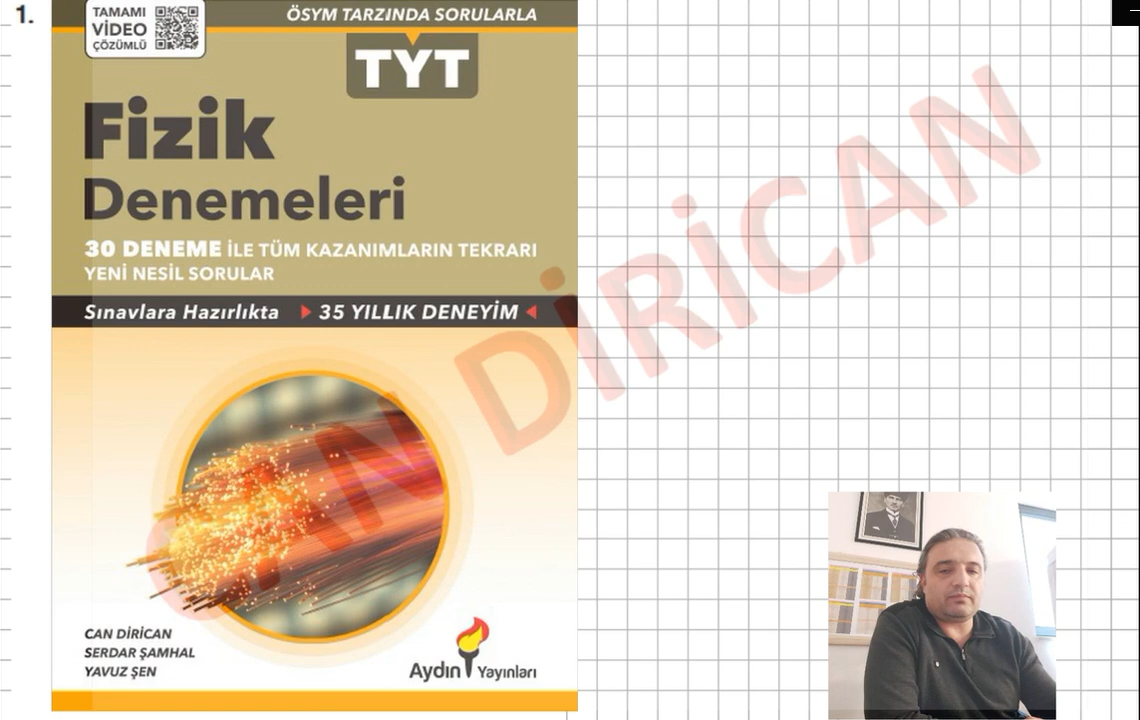 1.
TAMAMI
VİDEO
ÇÖZÜMLÜ
ÖSYM TARZINDA SORULARLA
TYT
Fizik
Denemeleri
30 DENEME İLE TÜM KAZANIMLARIN TEKRARI
YENİ NESİL SORULAR
Sınavlara Hazırlıkta 35 YILLIK DENEYİM
CAN DİRİCAN
CAN DİRİCAN
SERDAR ŞAMHAL
YAVUZ ŞEN
Aydın Yayınları